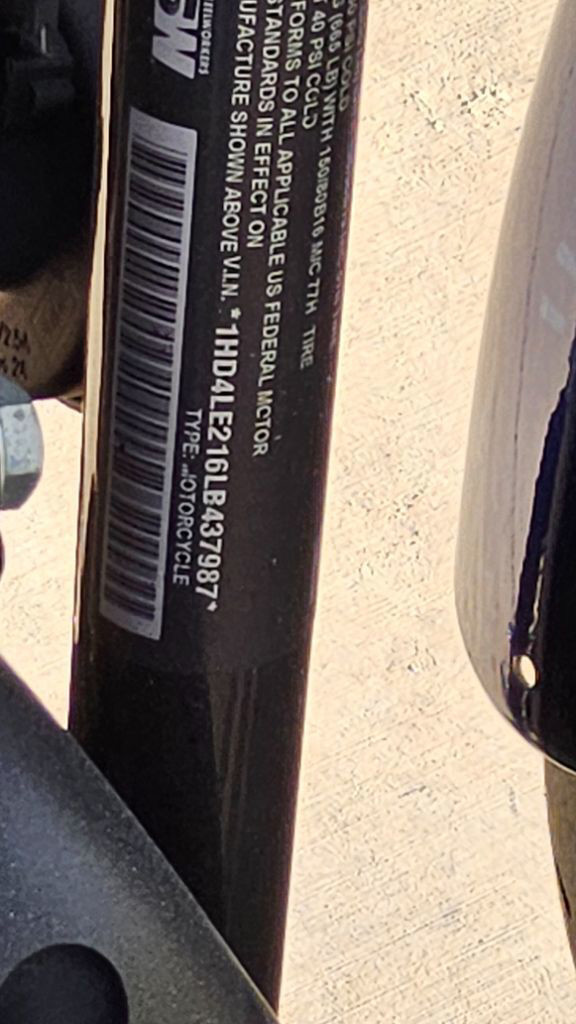 (665 LB) WITH 150/80B16 M/C 77H TIRE
40 PSI COLD
FORMS TO ALL APPLICABLE US FEDERAL MOTOR
STANDARDS IN EFFECT ON
UFACTURE SHOWN ABOVE V.I.N. *1HD4LE216LB437987*
TYPE: MOTORCYCLE